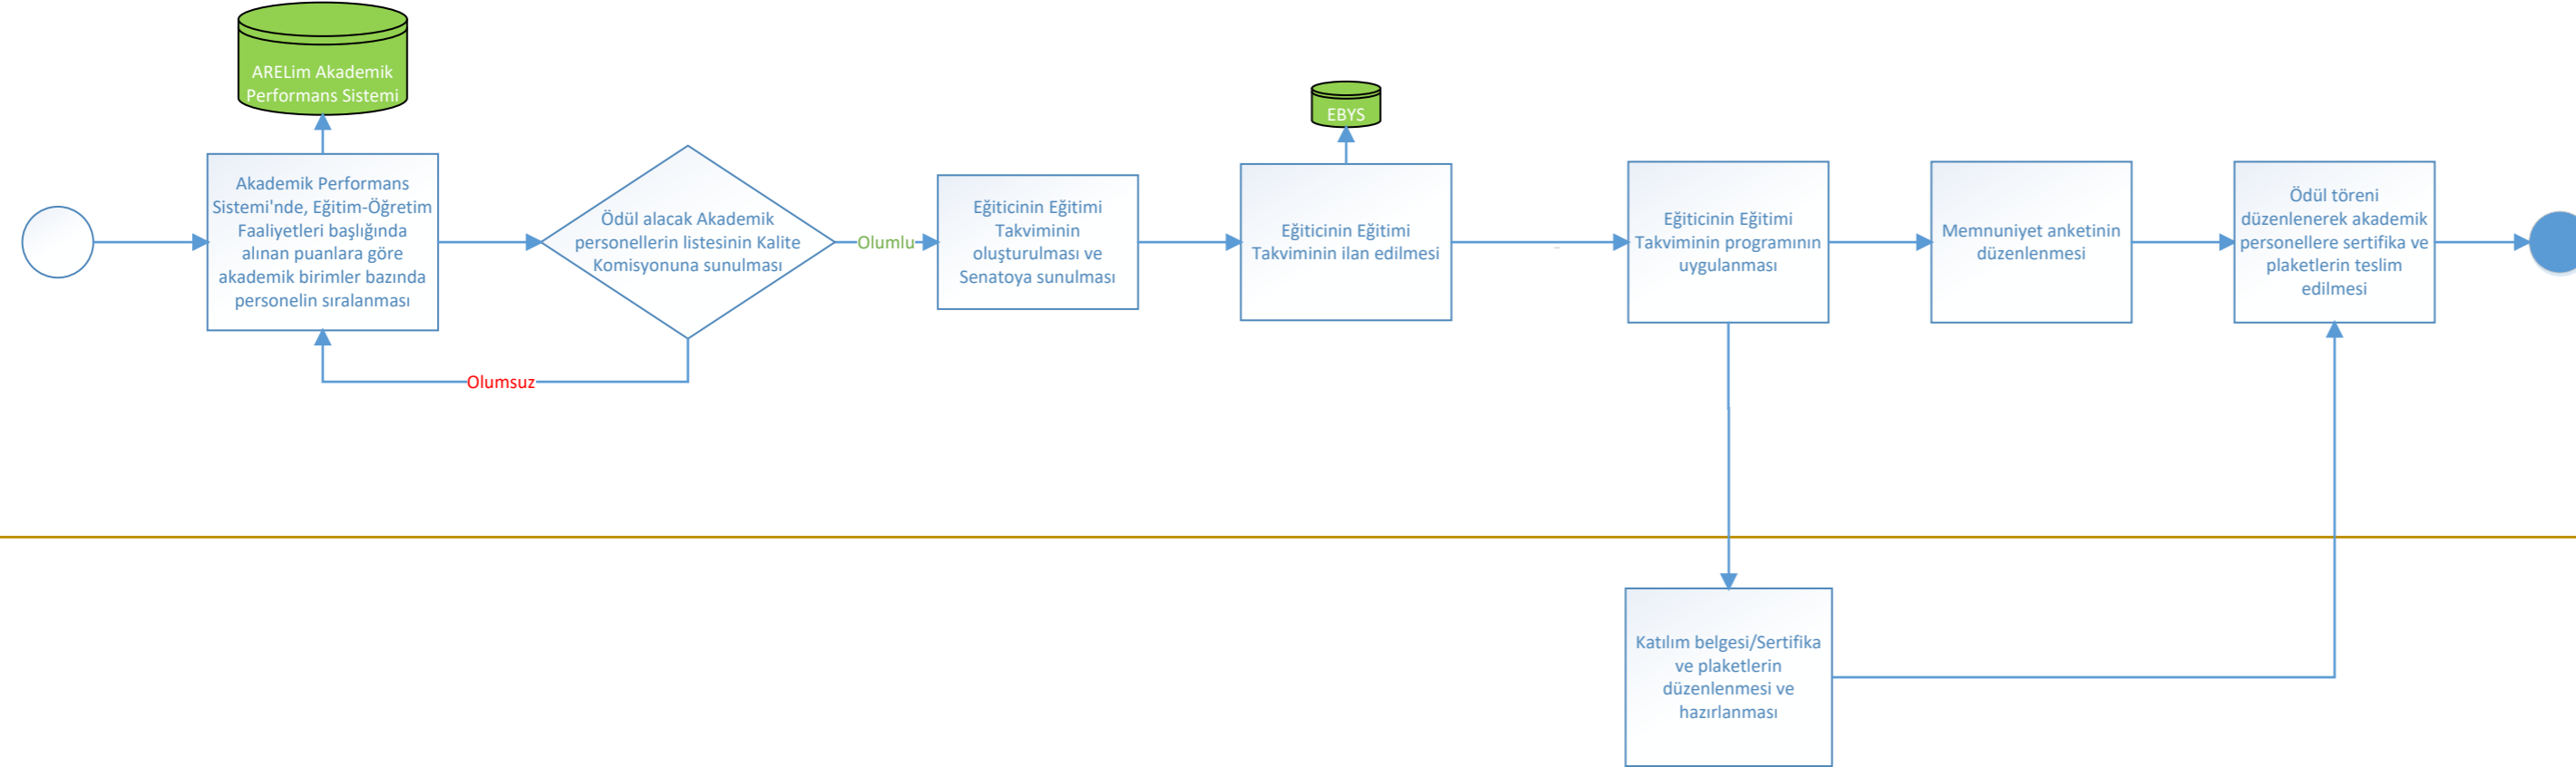 ARELim Akademik
Performans Sistemi
EBYS
Akademik Performans
Sistemi'nde, Eğitim-Öğretim
Faaliyetleri başlığında
alınan puanlara göre
akademik birimler bazında
personelin sıralanması
Ödül alacak Akademik
personellerin listesinin Kalite
Komisyonuna sunulması
Olumlu
Olumsuz
Eğiticinin Eğitimi
Takviminin
oluşturulması ve
Senatoya sunulması
Eğiticinin Eğitimi
Takviminin ilan edilmesi
Eğiticinin Eğitimi
Takviminin programının
uygulanması
Memnuniyet anketinin
düzenlenmesi
Ödül töreni
düzenlenerek akademik
personellere sertifika ve
plaketlerin teslim
edilmesi
Katılım belgesi/Sertifika
ve plaketlerin
düzenlenmesi ve
hazırlanması